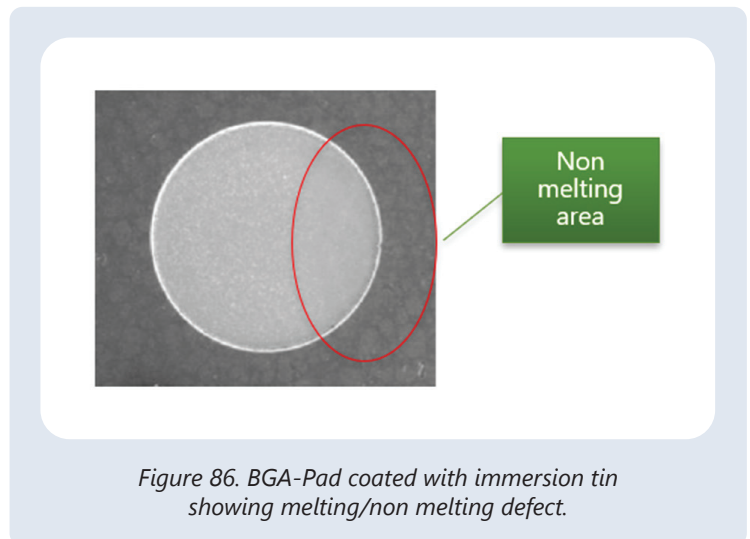 Non
melting
area
Figure 86. BGA-Pad coated with immersion tin
showing melting/non melting defect.